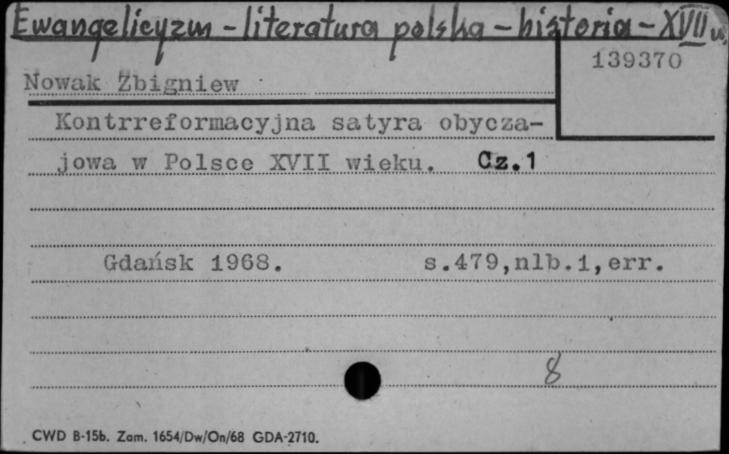 Ewangelicyzm - literatura polska - historia - XVII w.
139370
Nowak Zbigniew
Kontrreformacyjna satyra obycza-
jowa w Polsce XVII wieku. Cz.1
Gdańsk 1968. s.479,nlb.1,err.
8
CWD B-15b. Zam. 1654/Dw/On/68 GDA-2710.